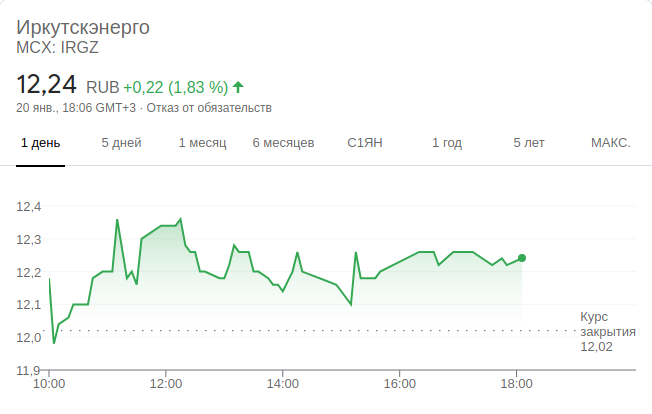 Иркутскэнерго
MCX: IRGZ
12,24 RUB +0,22 (1,83 %)
20 янв., 18:06 GMT+3 · Отказ от обязательств
1 день 5 дней 1 месяц 6 месяцев С1ЯН 1 год 5 лет МАКС.
12,4
12,3
12,2
12,1
12,0
11,9
Курс
закрытия
12,02
10:00 12:00 14:00 16:00 18:00